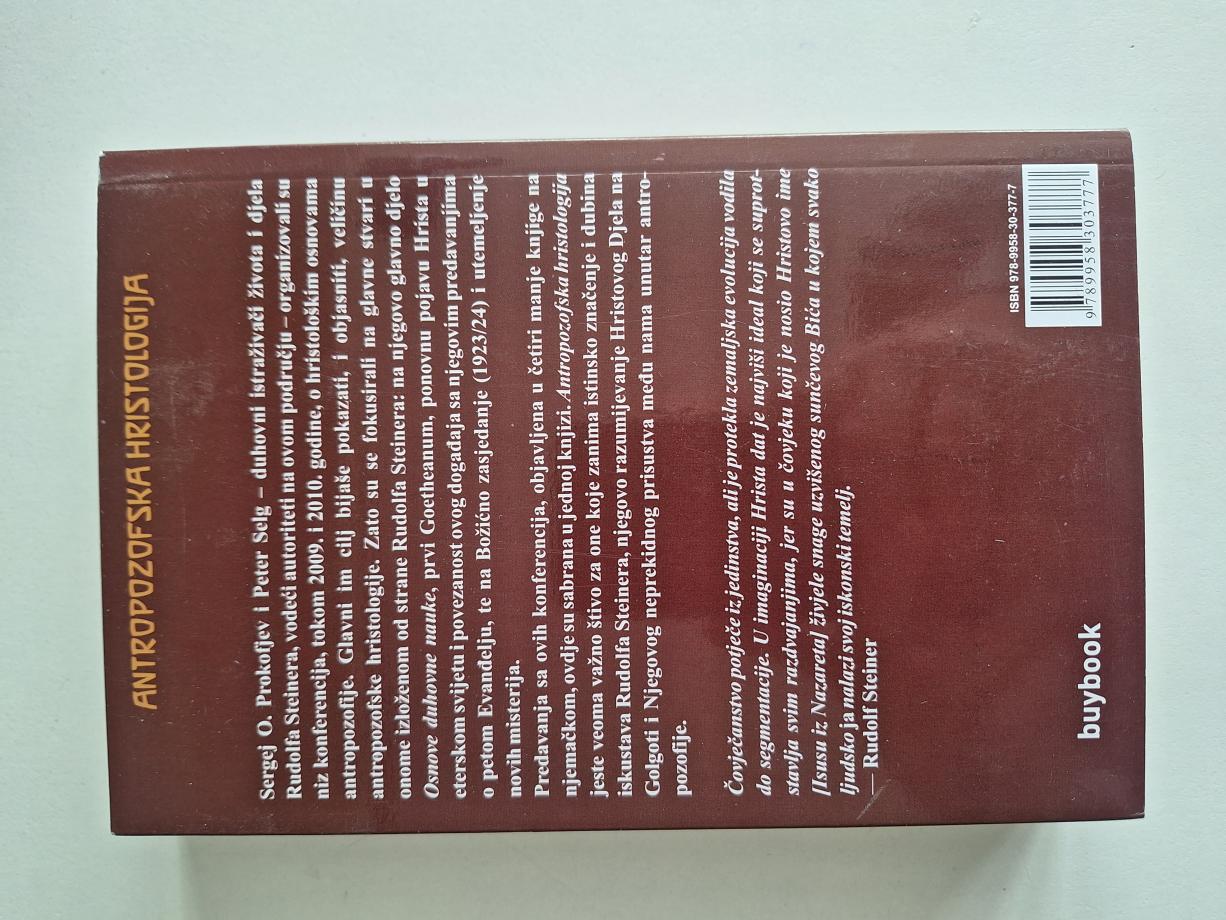 ANTROPOZOFSKA HRISTOLOGIJA
Sergej O. Prokofjev i Peter Selg – duhovni istraživači života i djela
Rudolfa Steinera, vodeći autoriteti na ovom području – organizovali su
niz konferencija, tokom 2009. i 2010. godine, o hristološkim osnovama
antropozofije. Glavni im cilj bijaše pokazati, i objasniti, veličinu
antropozofske hristologije. Zato su se fokusirali na glavne stvari u
onome izloženom od strane Rudolfa Steinera: na njegovo glavno djelo
Osnove duhovne nauke, prvi Goetheanum, ponovnu pojavu Hrista u
eterskom svijetu i povezanost ovog događaja sa njegovim predavanjima
o petom Evanđelju, te na Božićno zasjedanje (1923/24) i utemeljenje
novih misterija.
Predavanja sa ovih konferencija, objavljena u četiri manje knjige na
njemačkom, ovdje su sabrana u jednoj knjizi. Antropozofska hristologija
jeste veoma važno štivo za one koje zanima istinsko značenje i dubina
iskustava Rudolfa Steinera, njegovo razumijevanje Hristovog Djela na
Golgoti i Njegovog neprekidnog prisustva među nama unutar antro-
pozofije.
Čovječanstvo potječe iz jedinstva, ali je protekla zemaljska evolucija vodila
do segmentacije. U imaginaciji Hrista dat je najviši ideal koji se suprot-
stavlja svim razdvajanjima, jer su u čovjeku koji je nosio Hristovo ime
[Isusu iz Nazareta] živjele snage uzvišenog sunčevog Bića u kojem svako
ljudsko ja nalazi svoj iskonski temelj.
— Rudolf Steiner
buybook
ISBN 978-9958-30-377-7
9789958303777